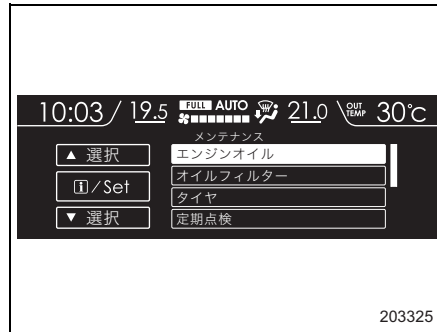 10:03 / 19.5 FULL AUTO 21.0 OUT TEMP 30℃
メンテナンス
▲ 選択
エンジンオイル
オイルフィルター
i/Set
タイヤ
▼ 選択
定期点検
203325